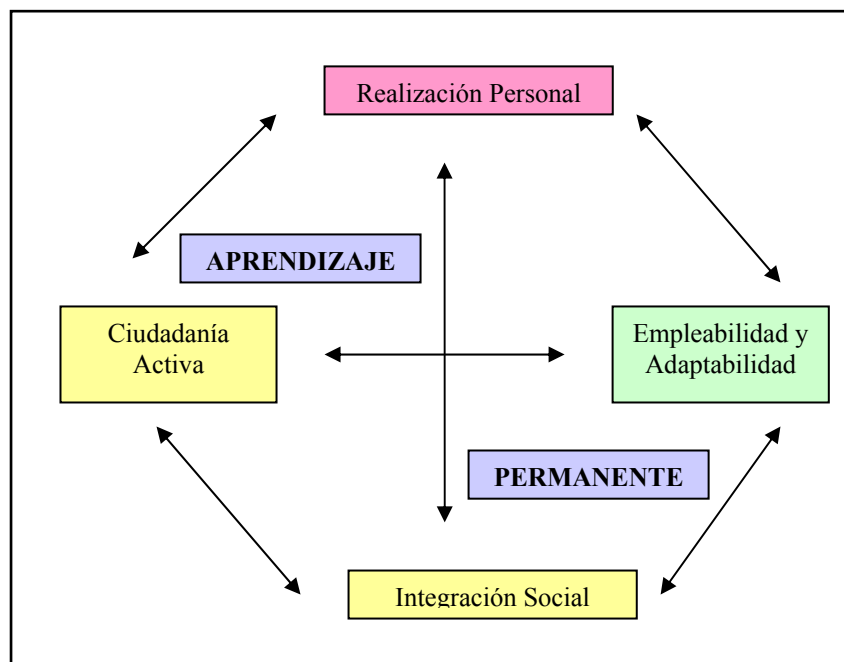 Realización Personal
APRENDIZAJE
Ciudadanía
Activa
Empleabilidad y
Adaptabilidad
PERMANENTE
Integración Social